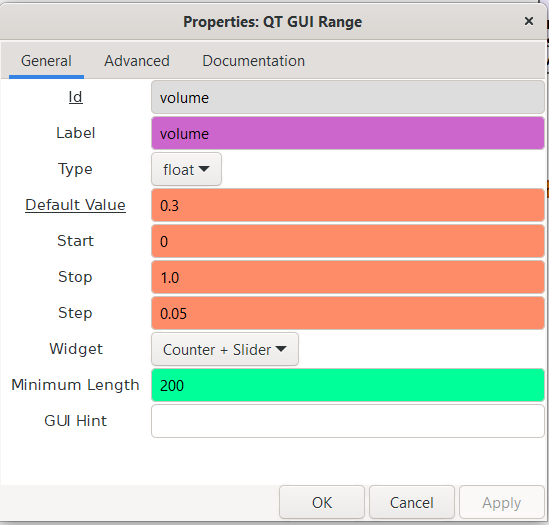 Properties: QT GUI Range ×
General Advanced Documentation
Id volume
Label volume
Type float
Default Value 0.3
Start 0
Stop 1.0
Step 0.05
Widget Counter + Slider
Minimum Length 200
GUI Hint
OK Cancel Apply